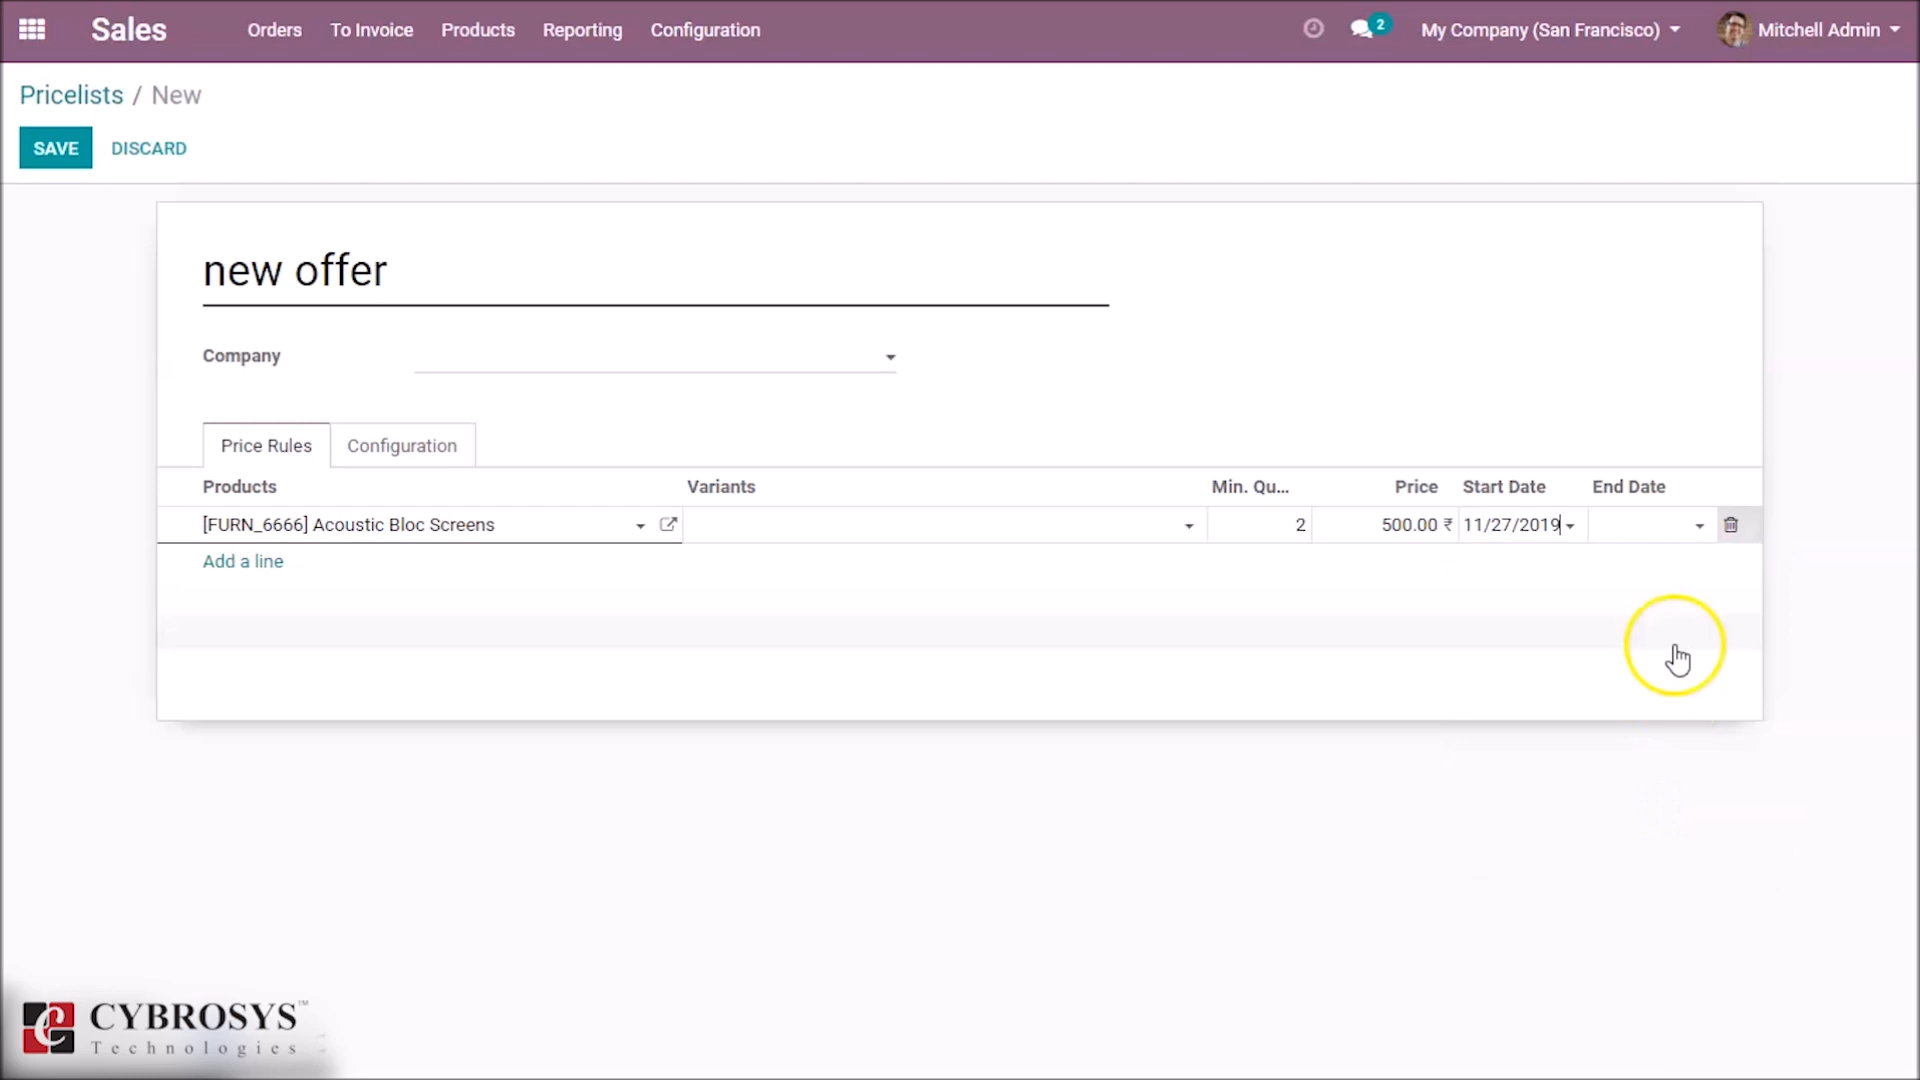 Sales Orders To Invoice Products Reporting Configuration 2 My Company (San Francisco) Mitchell Admin
Pricelists / New
SAVE DISCARD
new offer
Company
Price Rules Configuration
Products Variants Min. Qu... Price Start Date End Date
[FURN_6666] Acoustic Bloc Screens 2 500.00 ₹ 11/27/2019
Add a line
CYBROSYS™
Technologies